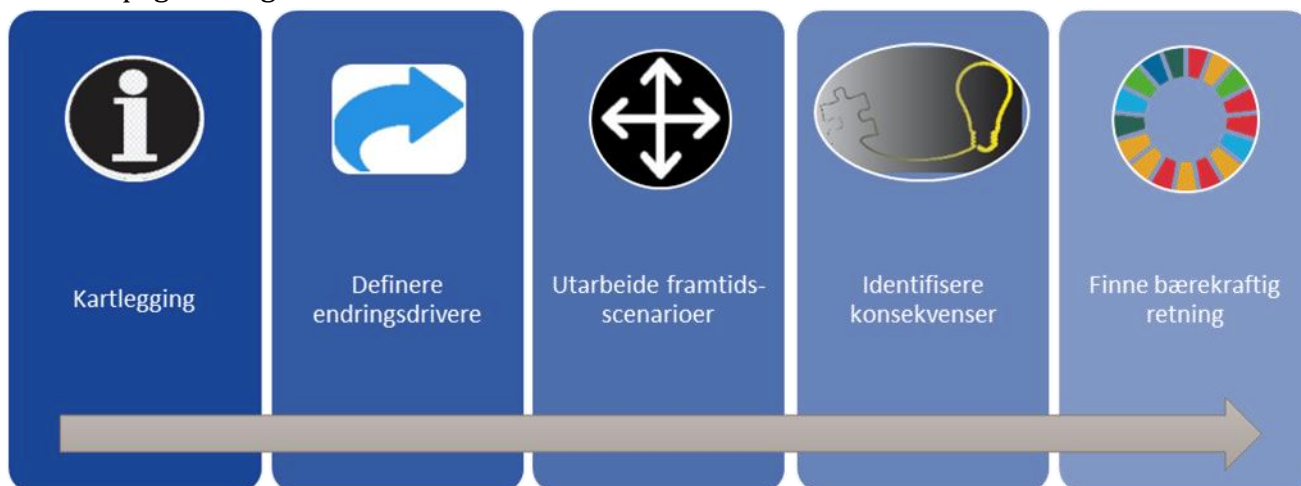 Kartlegging
Definere
endringsdrivere
Utarbeide framtids-
scenarioer
Identifisere
konsekvenser
Finne bærekraftig
retning